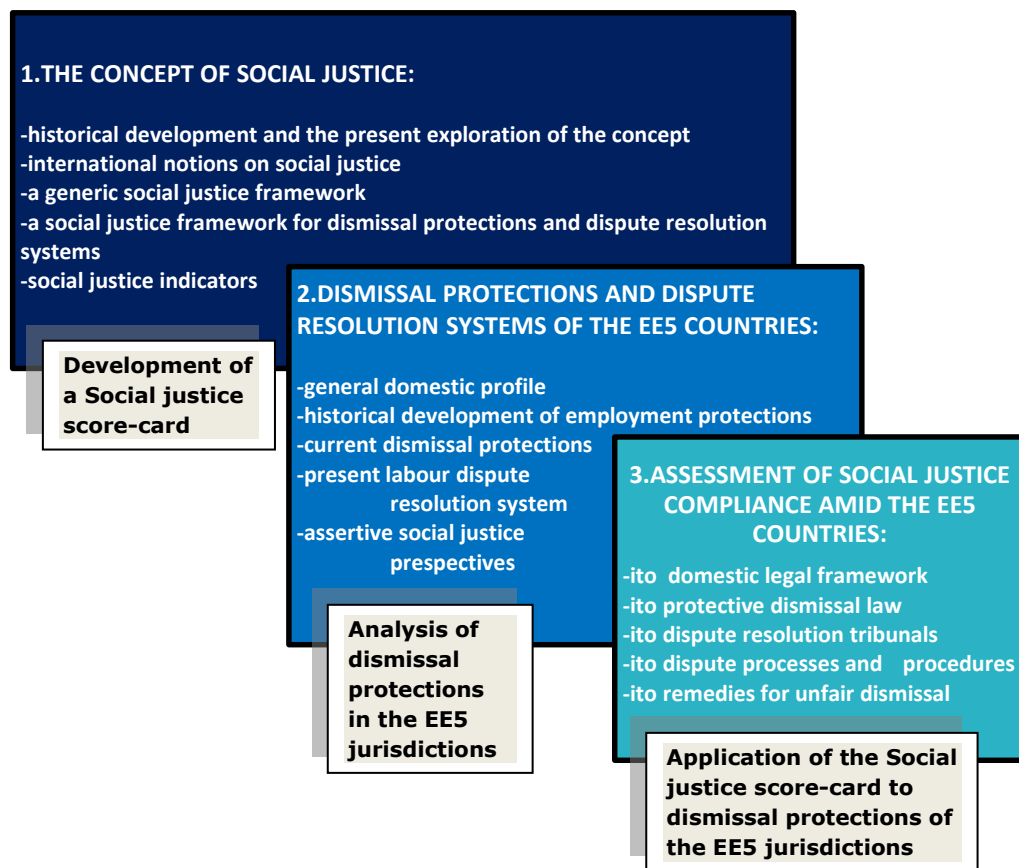 1.THE CONCEPT OF SOCIAL JUSTICE:
-historical development and the present exploration of the concept
-international notions on social justice
-a generic social justice framework
-a social justice framework for dismissal protections and dispute resolution
systems
-social justice indicators
Development of
a Social justice
score-card
2.DISMISSAL PROTECTIONS AND DISPUTE
RESOLUTION SYSTEMS OF THE EE5 COUNTRIES:
-general domestic profile
-historical development of employment protections
-current dismissal protections
-present labour dispute
resolution system
-assertive social justice
prespectives
Analysis of
dismissal
protections
in the EE5
jurisdictions
3.ASSESSMENT OF SOCIAL JUSTICE
COMPLIANCE AMID THE EE5
COUNTRIES:
-ito domestic legal framework
-ito protective dismissal law
-ito dispute resolution tribunals
-ito dispute processes and procedures
-ito remedies for unfair dismissal
Application of the Social
justice score-card to
dismissal protections of
the EE5 jurisdictions